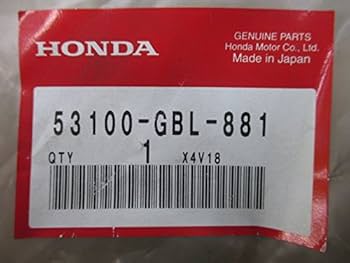 HONDA
GENUINE PARTS
Honda Motor Co., Ltd.
Made in Japan
53100-GBL-881
QTY 1 X4V18